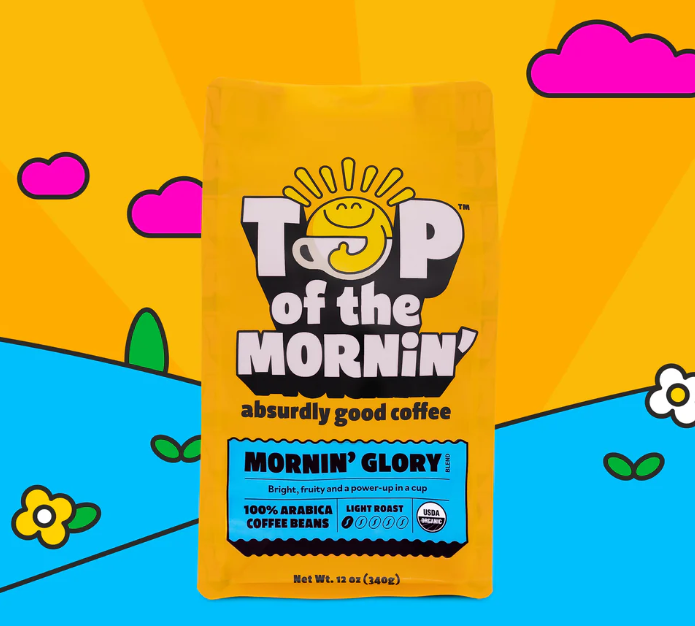 TOP™
of the
MORNiN'
absurdly good coffee
MORNIN' GLORY BLEND
Bright, fruity and a power-up in a cup
100% ARABICA
COFFEE BEANS
LIGHT ROAST
USDA
ORGANIC
Net Wt. 12 oz (340g)